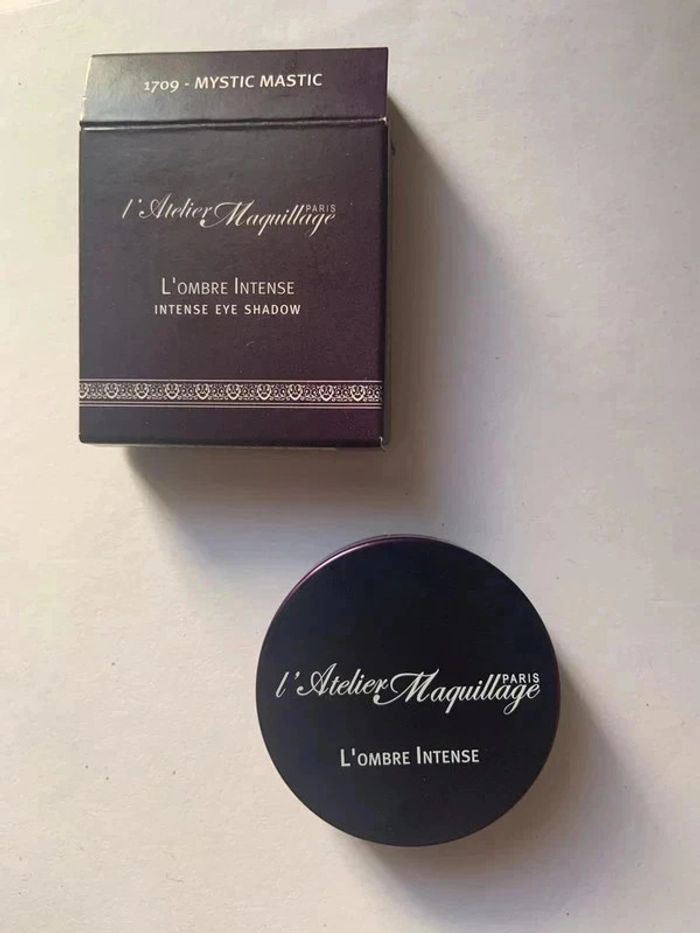 1709 - MYSTIC MASTIC
l'Atelier Maquillage PARIS
L'OMBRE INTENSE
INTENSE EYE SHADOW
l'Atelier Maquillage PARIS
L'OMBRE INTENSE